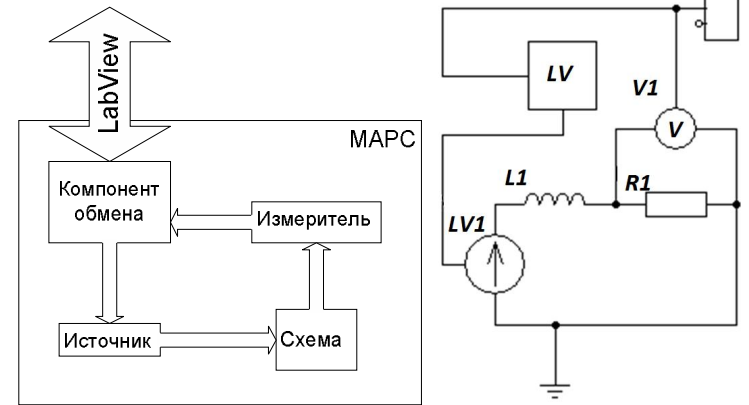 LabView
МАРС
Компонент
обмена
Измеритель
Источник
Схема
LV
V1
V
L1
R1
LV1